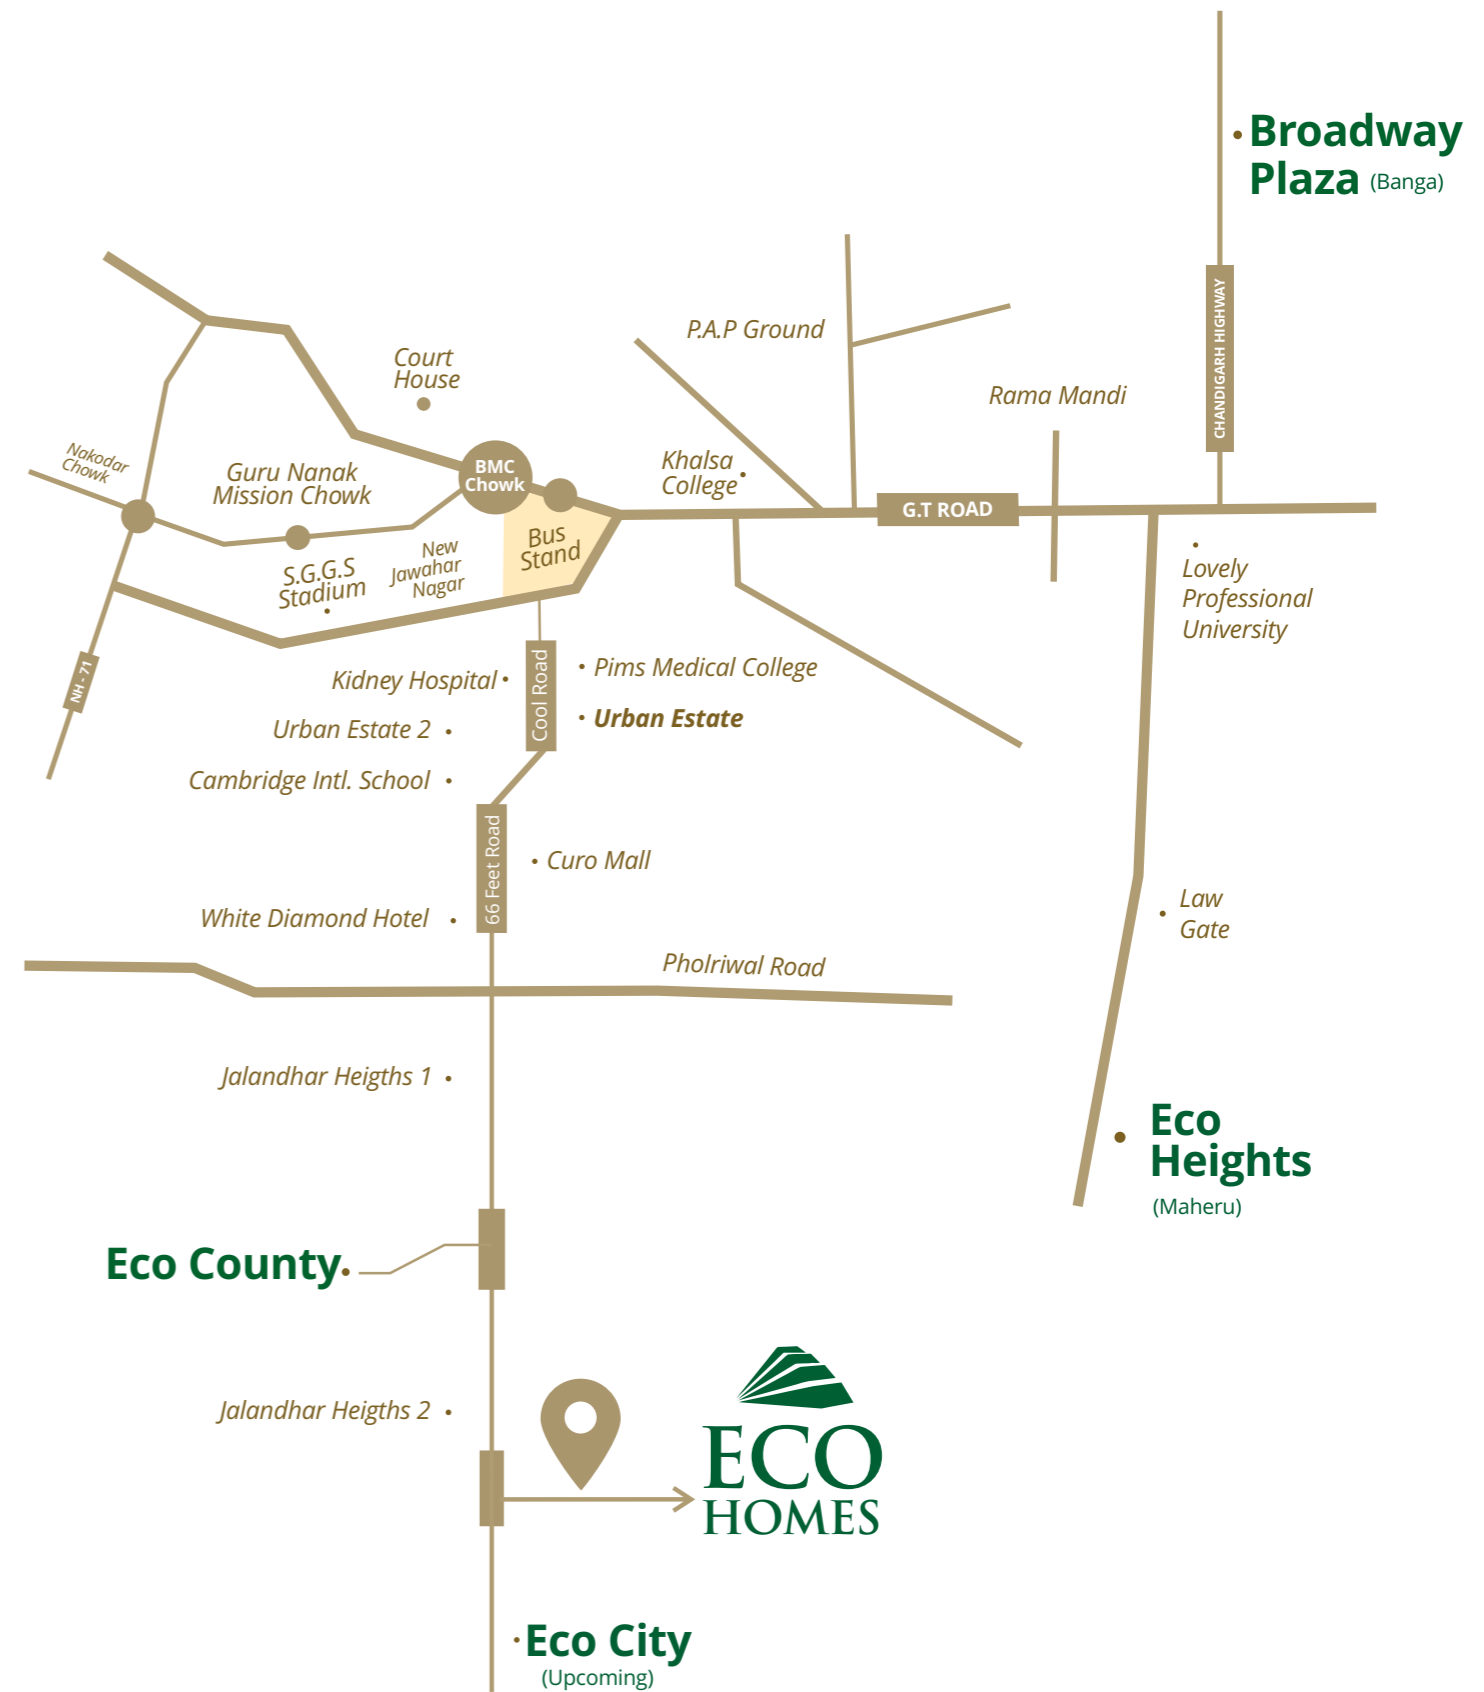 Broadway
Plaza (Banga)
CHANDIGARH HIGHWAY
P.A.P Ground
Court
House
Rama Mandi
Nakodar
Chowk
Guru Nanak
Mission Chowk
BMC
Chowk
Khalsa
College
G.T ROAD
Bus
Stand
New
Jawahar
Nagar
S.G.G.S
Stadium
Lovely
Professional
University
NH - 71
Kidney Hospital
Cool Road
Pims Medical College
Urban Estate 2
Urban Estate
Cambridge Intl. School
66 Feet Road
Curo Mall
White Diamond Hotel
Law
Gate
Pholriwal Road
Jalandhar Heigths 1
Eco
Heights
(Maheru)
Eco County
Jalandhar Heigths 2
ECO
HOMES
Eco City
(Upcoming)